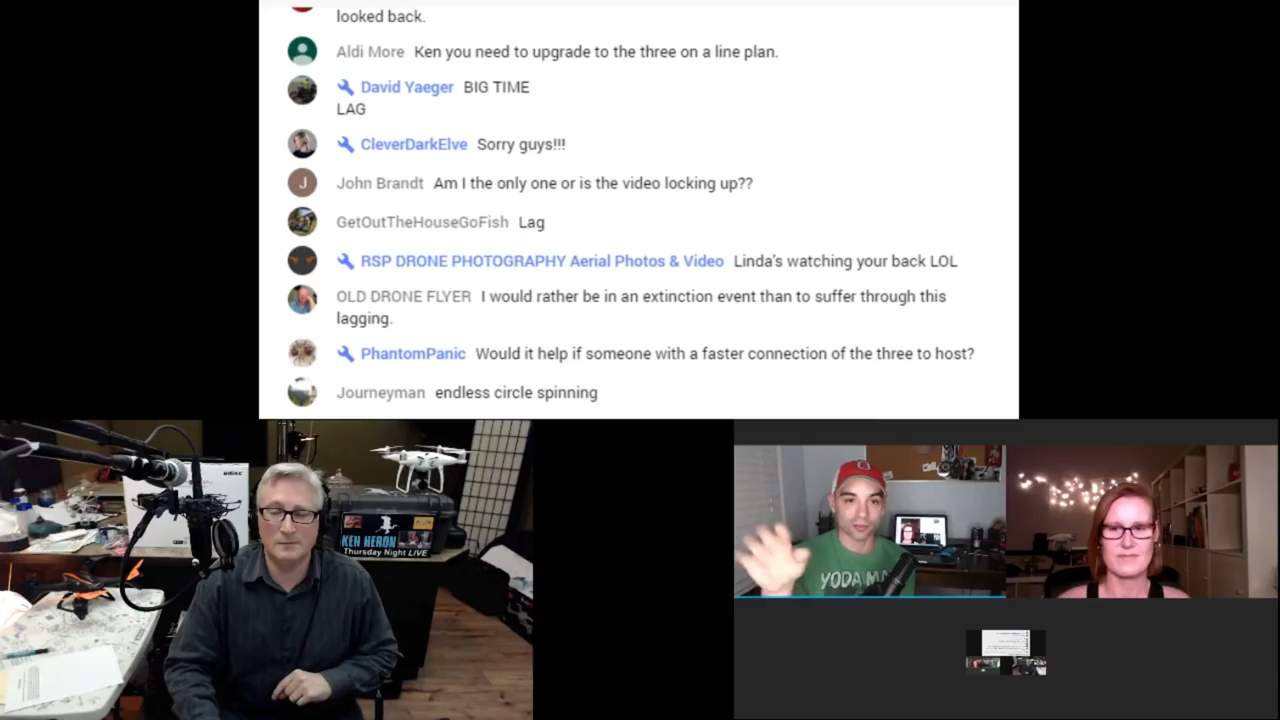 looked back.
Aldi More Ken you need to upgrade to the three on a line plan.
David Yaeger BIG TIME
LAG
CleverDarkElve Sorry guys!!!
J
John Brandt Am I the only one or is the video locking up??
GetOutTheHouseGoFish Lag
RSP DRONE PHOTOGRAPHY Aerial Photos & Video Linda's watching your back LOL
OLD DRONE FLYER I would rather be in an extinction event than to suffer through this
lagging.
PhantomPanic Would it help if someone with a faster connection of the three to host?
Journeyman endless circle spinning
udirc
KEN HERON
Thursday Night LIVE
YODA MA